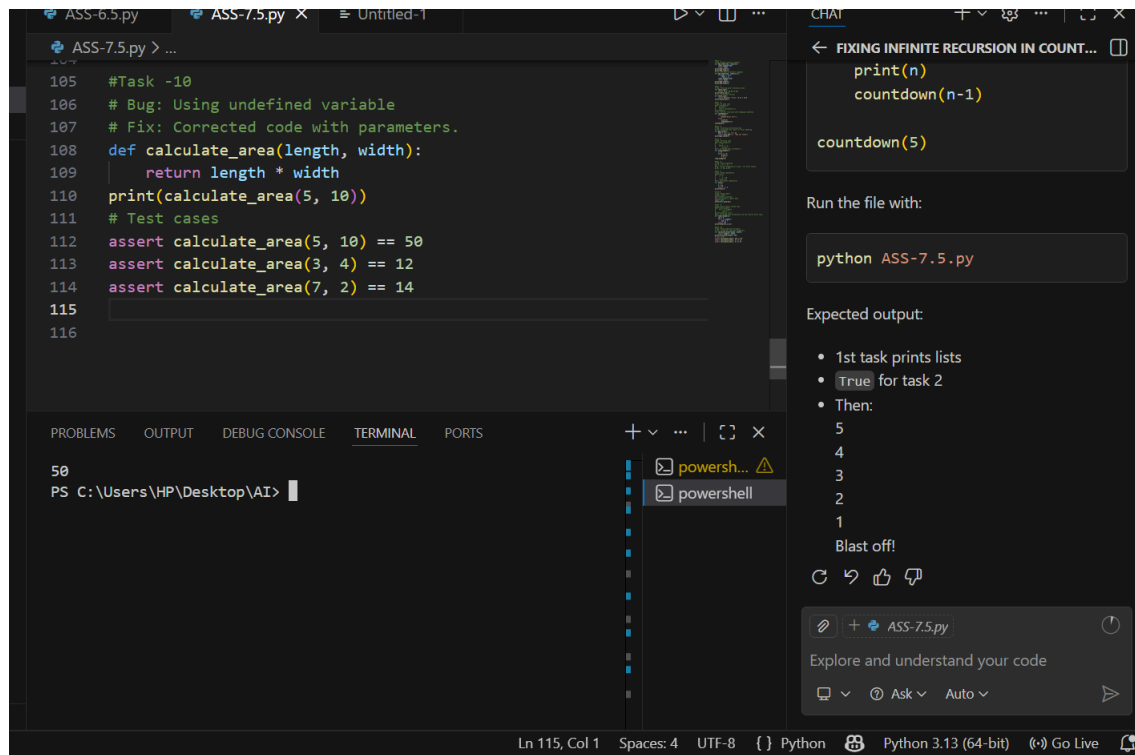 ASS-6.5.py
ASS-7.5.py
Untitled-1
ASS-7.5.py > ...
104
105 #Task -10
106 # Bug: Using undefined variable
107 # Fix: Corrected code with parameters.
108 def calculate_area(length, width):
109 return length * width
110 print(calculate_area(5, 10))
111 # Test cases
112 assert calculate_area(5, 10) == 50
113 assert calculate_area(3, 4) == 12
114 assert calculate_area(7, 2) == 14
115
116
PROBLEMS OUTPUT DEBUG CONSOLE TERMINAL PORTS
50
PS C:\Users\HP\Desktop\AI>
powersh...
powershell
CHAT
FIXING INFINITE RECURSION IN COUNT...
print(n)
countdown(n-1)
countdown(5)
Run the file with:
python ASS-7.5.py
Expected output:
• 1st task prints lists
• True for task 2
• Then:
5
4
3
2
1
Blast off!
ASS-7.5.py
Explore and understand your code
Ask Auto
Ln 115, Col 1 Spaces: 4 UTF-8 { } Python Python 3.13 (64-bit) Go Live